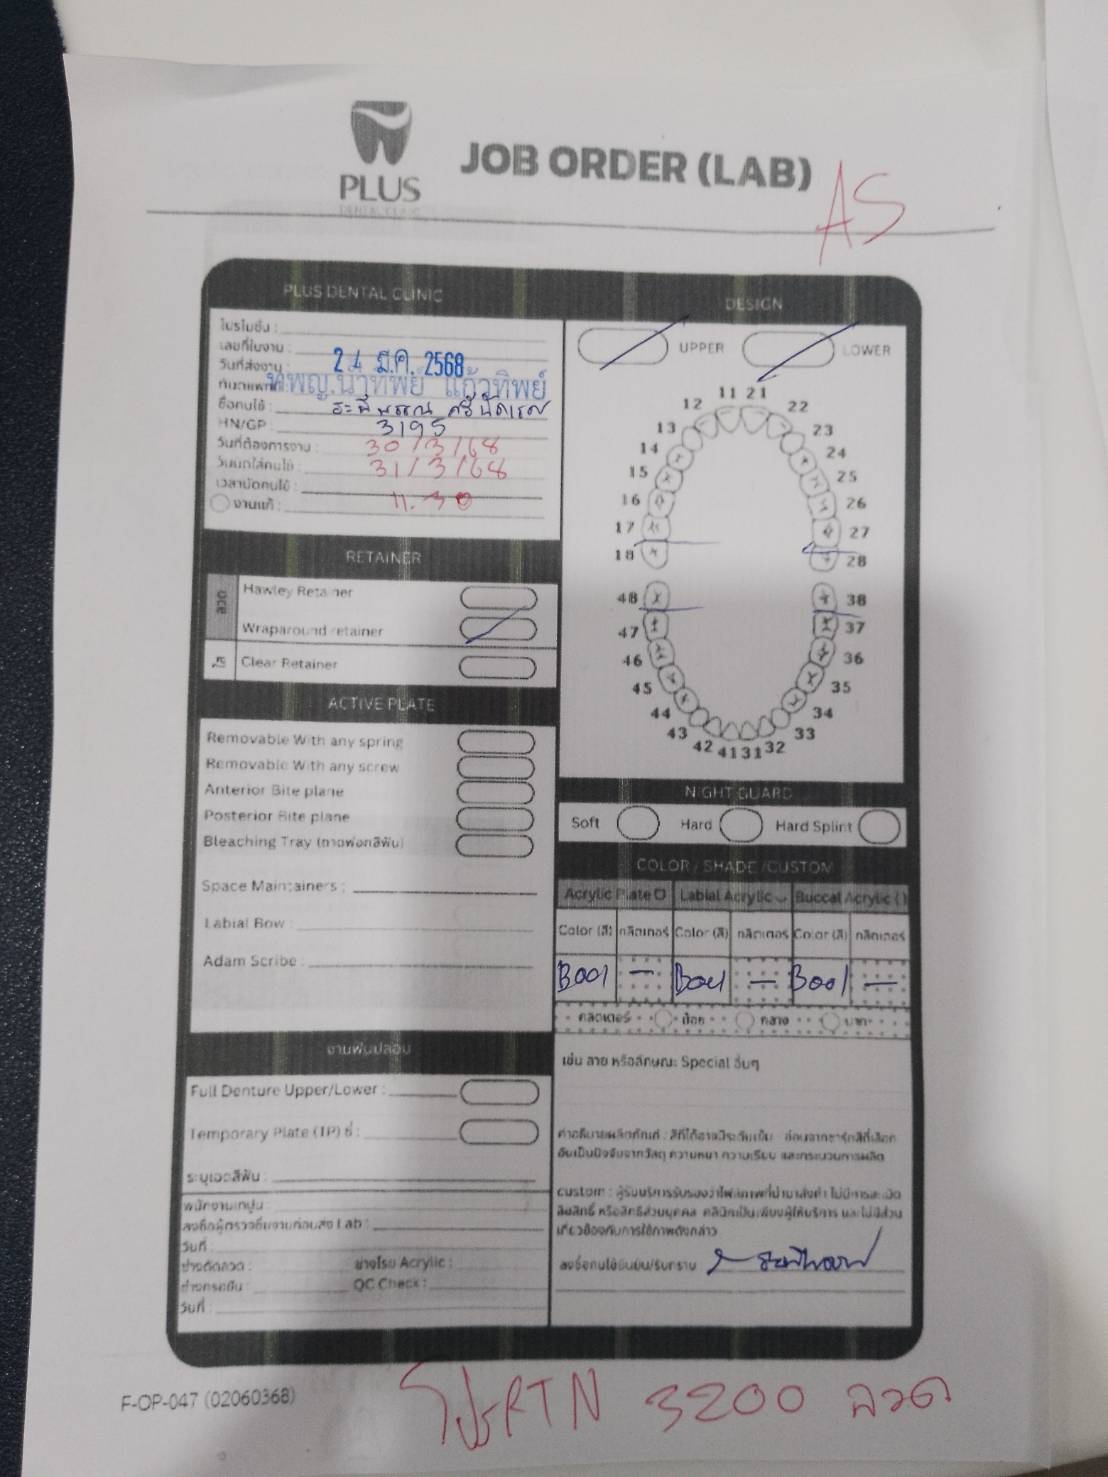 PLUS
DENTAL CLINIC
JOB ORDER (LAB)
AS
PLUS DENTAL CLINIC
โปรโมชั่น :
เลขที่ใบงาน :
วันที่ส่งงาน : 24 มี.ค. 2568
ทันตแพทย์ : ทพญ.น้ำทิพย์ แก้วทิพย์
ชื่อคนไข้ :
HN/GP : 3195
วันที่ต้องการงาน : 30/3/68
วันนัดใส่คนไข้ : 31/3/68
เวลานัดคนไข้ : 11.30
งานแก้ :
RETAINER
ลวด
Hawley Retainer
Wraparound retainer
ใส
Clear Retainer
ACTIVE PLATE
Removable With any spring
Removable With any screw
Anterior Bite plane
Posterior Bite plane
Bleaching Tray (ถาดฟอกสีฟัน)
Space Maintainers :
Labial Bow :
Adam Scribe :
งานฟันปลอม
Full Denture Upper/Lower :
Temporary Plate (TP) ซี่ :
ระบุเฉดสีฟัน :
พนักงานเทปูน :
ลงชื่อผู้ตรวจชิ้นงานก่อนส่ง Lab :
วันที่ :
ช่างดัดลวด : ช่างโรย Acrylic :
ช่างกรอขัด : QC Check :
วันที่ :
DESIGN
UPPER LOWER
11 21
12 22
13 23
14 24
15 25
16 26
17 27
18 28
48 38
47 37
46 36
45 35
44 34
43 33
42 41 31 32
NIGHT GUARD
Soft Hard Hard Splint
COLOR / SHADE /CUSTOM
Acrylic Plate Labial Acrylic Buccal Acrylic
Color (สี) กลิตเตอร์ Color (สี) กลิตเตอร์ Color (สี) กลิตเตอร์
B001 — B001 — B001 —
กลิตเตอร์ น้อย กลาง มาก
เช่น ลาย หรือลักษณะ Special อื่นๆ
คำอธิบายผลิตภัณฑ์ : สีที่ได้อาจมีระดับเข้ม - อ่อนจากชาร์ทสีที่เลือก
อันเป็นปัจจัยจากวัสดุ ความหนา ความเรียบ และกระบวนการผลิต
custom : ผู้รับบริการรับรองว่าไฟล์ภาพที่นำมาสั่งทำ ไม่มีการละเมิด
ลิขสิทธิ์ หรือสิทธิส่วนบุคคล คลินิกเป็นเพียงผู้ให้บริการ และไม่มีส่วน
เกี่ยวข้องกับการใช้ภาพดังกล่าว
ลงชื่อคนไข้ยืนยัน/รับทราบ
F-OP-047 (02060368)
โปรRTN 3200 ลวด